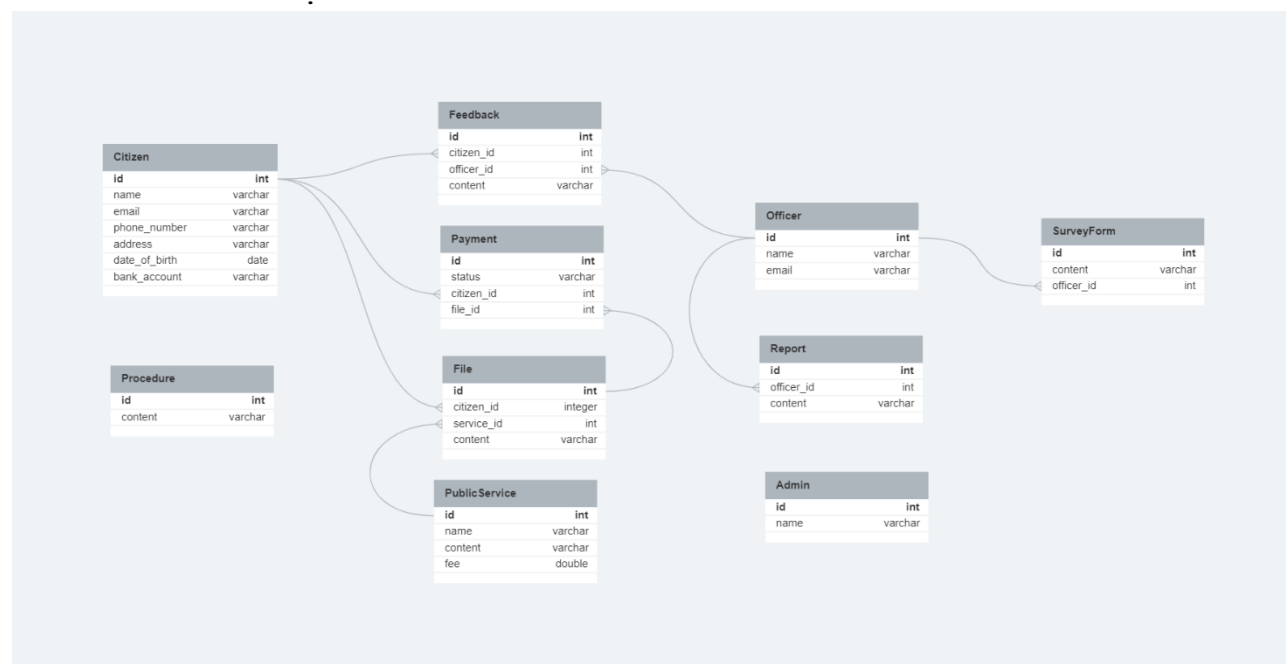 Citizen
id int
name varchar
email varchar
phone_number varchar
address varchar
date_of_birth date
bank_account varchar
Procedure
id int
content varchar
Feedback
id int
citizen_id int
officer_id int
content varchar
Payment
id int
status varchar
citizen_id int
file_id int
File
id int
citizen_id integer
service_id int
content varchar
PublicService
id int
name varchar
content varchar
fee double
Officer
id int
name varchar
email varchar
Report
id int
officer_id int
content varchar
Admin
id int
name varchar
SurveyForm
id int
content varchar
officer_id int